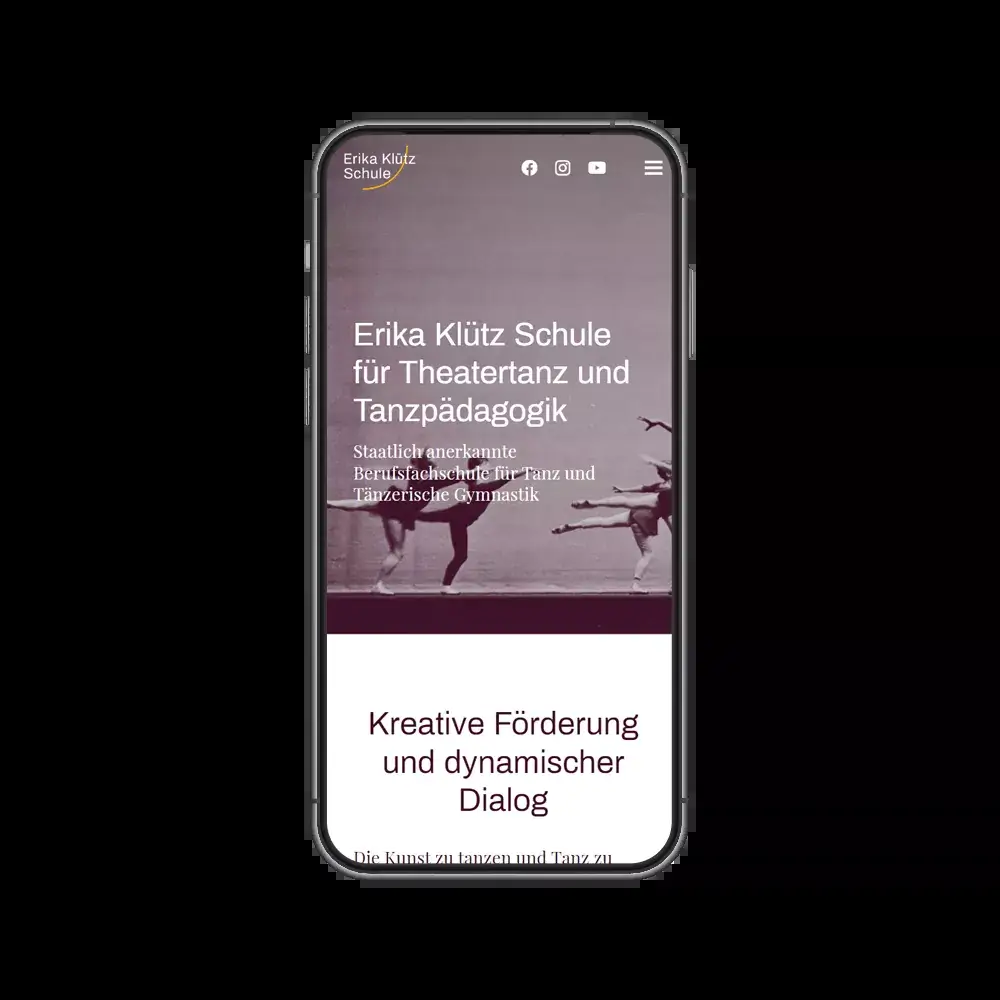 Erika Klütz
Schule
Erika Klütz Schule
für Theatertanz und
Tanzpädagogik
Staatlich anerkannte
Berufsfachschule für Tanz und
Tänzerische Gymnastik
Kreative Förderung
und dynamischer
Dialog
Die Kunst zu tanzen und Tanz zu